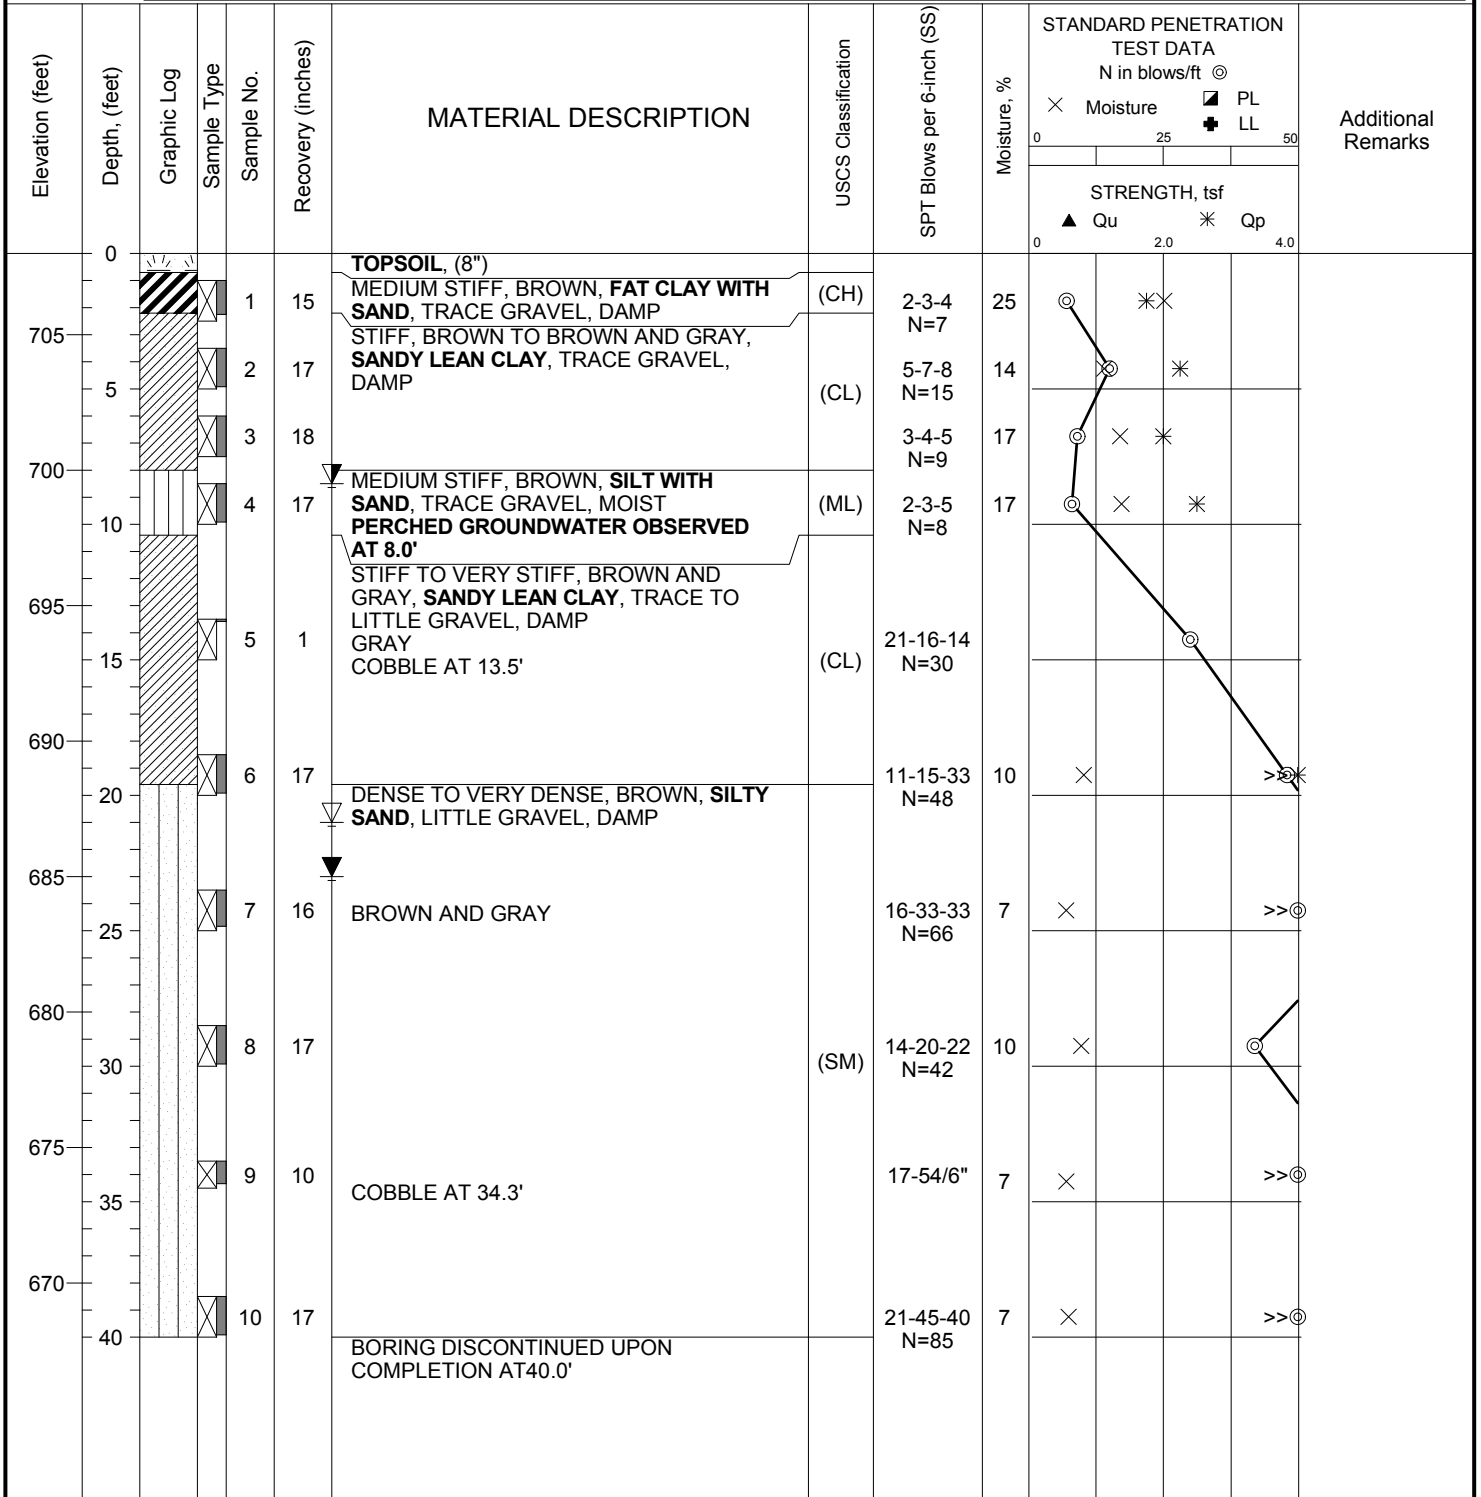 Elevation (feet)
Depth, (feet)
Graphic Log
Sample Type
Sample No.
Recovery (inches)
MATERIAL DESCRIPTION
USCS Classification
SPT Blows per 6-inch (SS)
Moisture, %
STANDARD PENETRATION
TEST DATA
N in blows/ft
Moisture
PL
LL
0 25 50
STRENGTH, tsf
Qu Qp
0 2.0 4.0
Additional
Remarks
0
TOPSOIL, (8")
MEDIUM STIFF, BROWN, FAT CLAY WITH
SAND, TRACE GRAVEL, DAMP
1 15 (CH) 2-3-4 25
N=7
705
STIFF, BROWN TO BROWN AND GRAY,
SANDY LEAN CLAY, TRACE GRAVEL,
DAMP
2 17 5-7-8 14
N=15
5
(CL)
3 18 3-4-5 17
N=9
700
MEDIUM STIFF, BROWN, SILT WITH
SAND, TRACE GRAVEL, MOIST
PERCHED GROUNDWATER OBSERVED
AT 8.0'
4 17 (ML) 2-3-5 17
N=8
10
STIFF TO VERY STIFF, BROWN AND
GRAY, SANDY LEAN CLAY, TRACE TO
LITTLE GRAVEL, DAMP
GRAY
COBBLE AT 13.5'
695
5 1 21-16-14
N=30
15
(CL)
690
6 17 11-15-33 10 >>
N=48
20
DENSE TO VERY DENSE, BROWN, SILTY
SAND, LITTLE GRAVEL, DAMP
685
7 16 BROWN AND GRAY 16-33-33 7 >>
N=66
25
680
8 17 14-20-22 10
N=42
30
(SM)
675
9 10 17-54/6" 7 >>
COBBLE AT 34.3'
35
670
10 17 21-45-40 7 >>
N=85
40
BORING DISCONTINUED UPON
COMPLETION AT40.0'